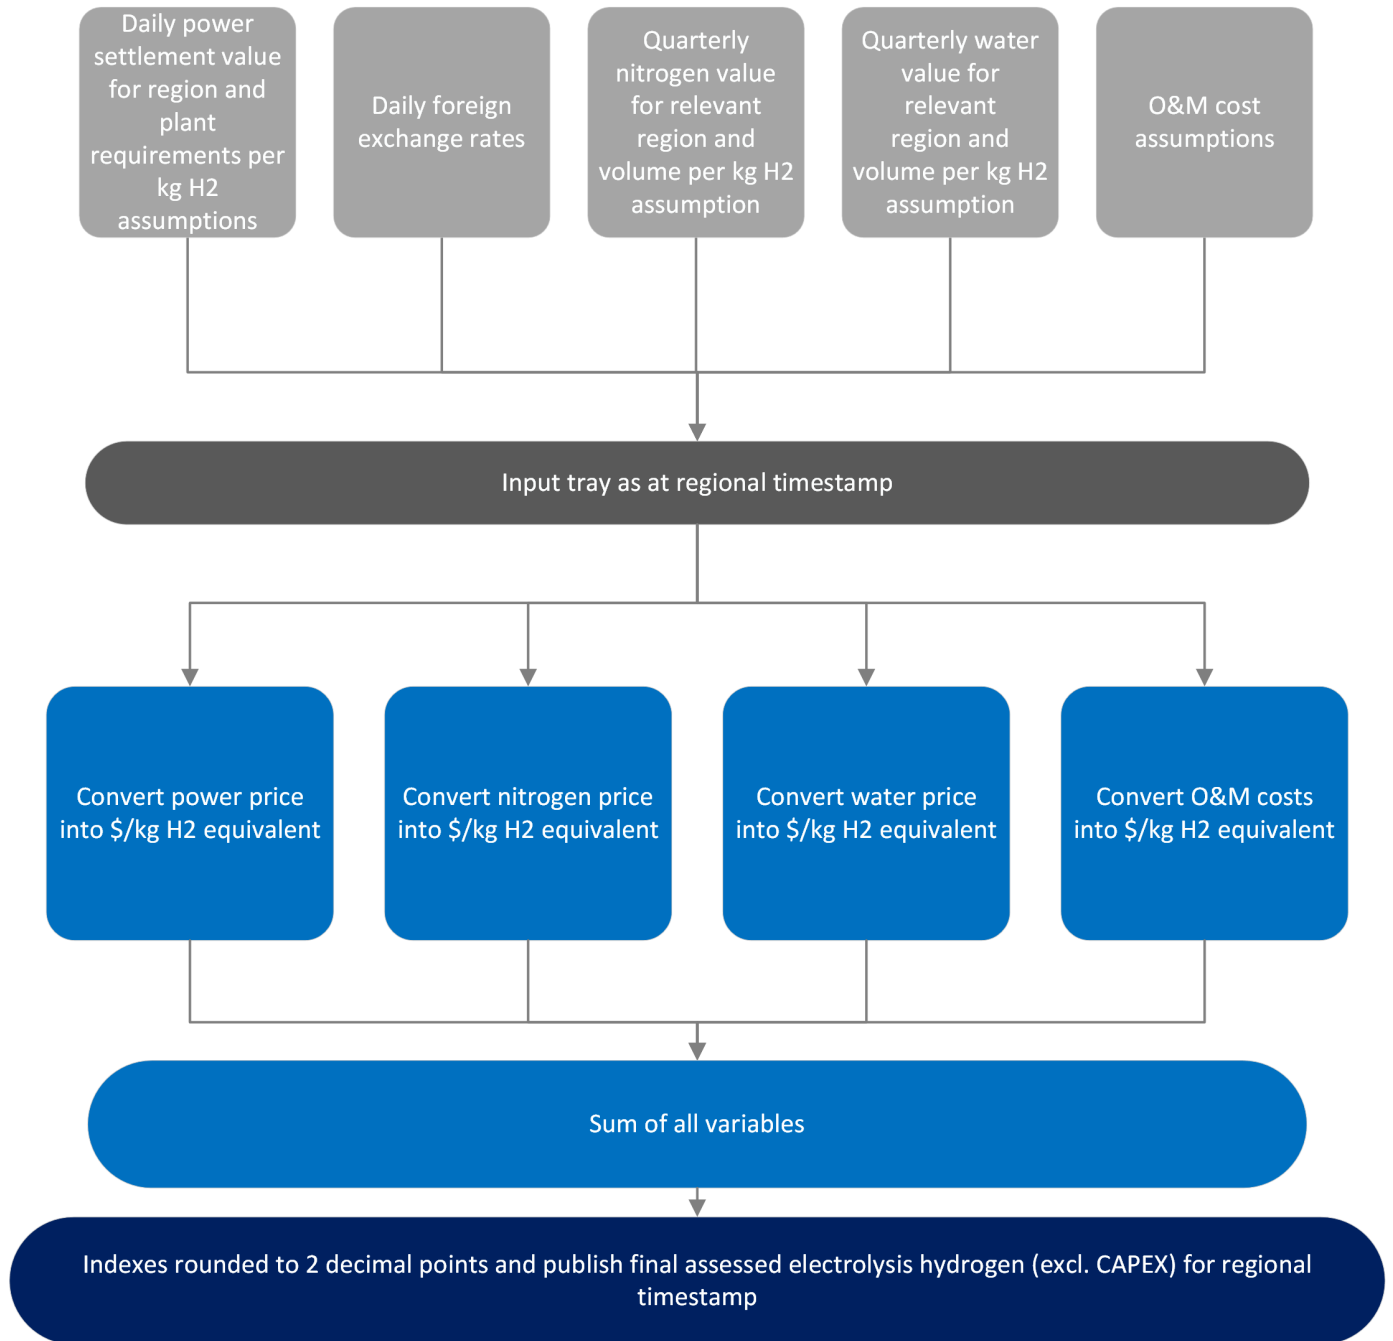 Daily power
settlement value
for region and
plant
requirements per
kg H2
assumptions
Daily foreign
exchange rates
Quarterly
nitrogen value
for relevant
region and
volume per kg H2
assumption
Quarterly water
value for
relevant
region and
volume per kg H2
assumption
O&M cost
assumptions
Input tray as at regional timestamp
Convert power price
into $/kg H2 equivalent
Convert nitrogen price
into $/kg H2 equivalent
Convert water price
into $/kg H2 equivalent
Convert O&M costs
into $/kg H2 equivalent
Sum of all variables
Indexes rounded to 2 decimal points and publish final assessed electrolysis hydrogen (excl. CAPEX) for regional
timestamp